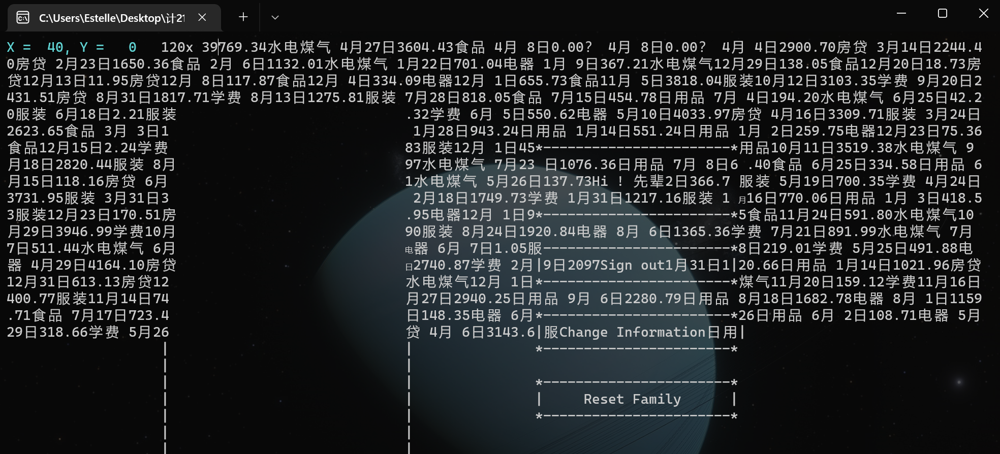 C:\Users\Estelle\Desktop\计21
X =  40, Y =   0   120x 39769.34水电煤气 4月27日3604.43食品 4月 8日0.00?  4月 8日0.00?  4月 4日2900.70房贷 3月14日2244.4
0房贷 2月23日1650.36食品 2月 6日1132.01水电煤气 1月22日701.04电器 1月 9日367.21水电煤气12月29日138.05食品12月20日18.73房
贷12月13日11.95房贷12月 8日117.87食品12月 4日334.09电器12月 1日655.73食品11月 5日3818.04服装10月12日3103.35学费 9月20日2
431.51房贷 8月31日1817.71学费 8月13日1275.81服装 7月28日818.05食品 7月15日454.78日用品 7月 4日194.20水电煤气 6月25日42.2
0服装 6月18日2.21服装 .32学费 6月 5日550.62电器 5月10日4033.97房贷 4月16日3309.71服装 3月24日
2623.65食品 3月 3日1 1月28日943.24日用品 1月14日551.24日用品 1月 2日259.75电器12月23日75.36
食品12月15日2.24学费 83服装12月 1日45*-----------------------*用品10月11日3519.38水电煤气 9
月18日2820.44服装 8月 97水电煤气 7月23 日1076.36日用品 7月 8日6 .40食品 6月25日334.58日用品 6
月15日118.16房贷 6月 1水电煤气 5月26日137.73Hi ! 先辈2日366.7 服装 5月19日700.35学费 4月24日
3731.95服装 3月31日3 2月18日1749.73学费 1月31日1217.16服装 1 月16日770.06日用品 1月 3日418.5
3服装12月23日170.51房 .95电器12月 1日9*-----------------------*5食品11月24日591.80水电煤气10
月29日3946.99学费10月 90服装 8月24日1920.84电器 8月 6日1365.36学费 7月21日891.99水电煤气 7月
7日511.44水电煤气 6月 电器 6月 7日1.05服-----------------------*8日219.01学费 5月25日491.88电
器 4月29日4164.10房贷 日2740.87学费 2月|9日2097Sign out1月31日1|20.66日用品 1月14日1021.96房贷
12月31日613.13房贷12 水电煤气12月 1日*-----------------------*煤气11月20日159.12学费11月16日
400.77服装11月14日74 月27日2940.25日用品 9月 6日2280.79日用品 8月18日1682.78电器 8月 1日1159
.71食品 7月17日723.4 日148.35电器 6月*-----------------------*26日用品 6月 2日108.71电器 5月
29日318.66学费 5月26 贷 4月 6日3143.6|服Change Information日用|
| | *-----------------------*
| |
| | *-----------------------*
| | |     Reset Family      |
| | *-----------------------*
| |
| |